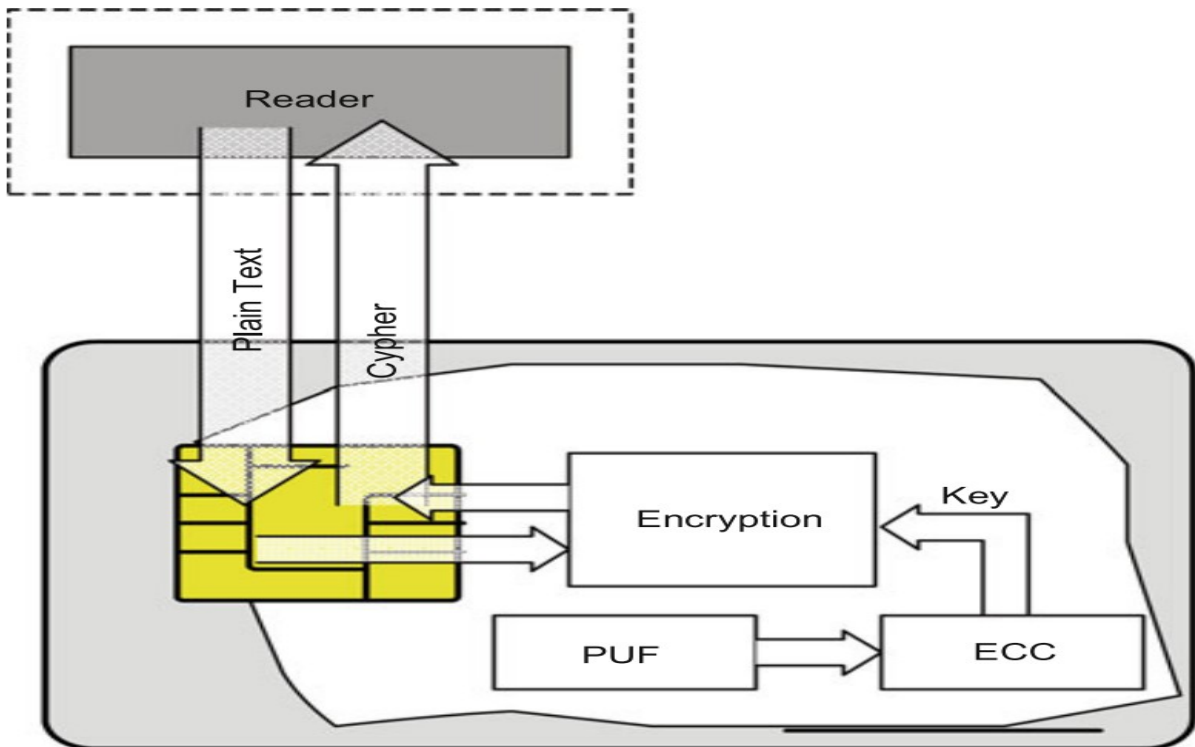 Reader
Plain Text
Cypher
Encryption
Key
PUF
ECC